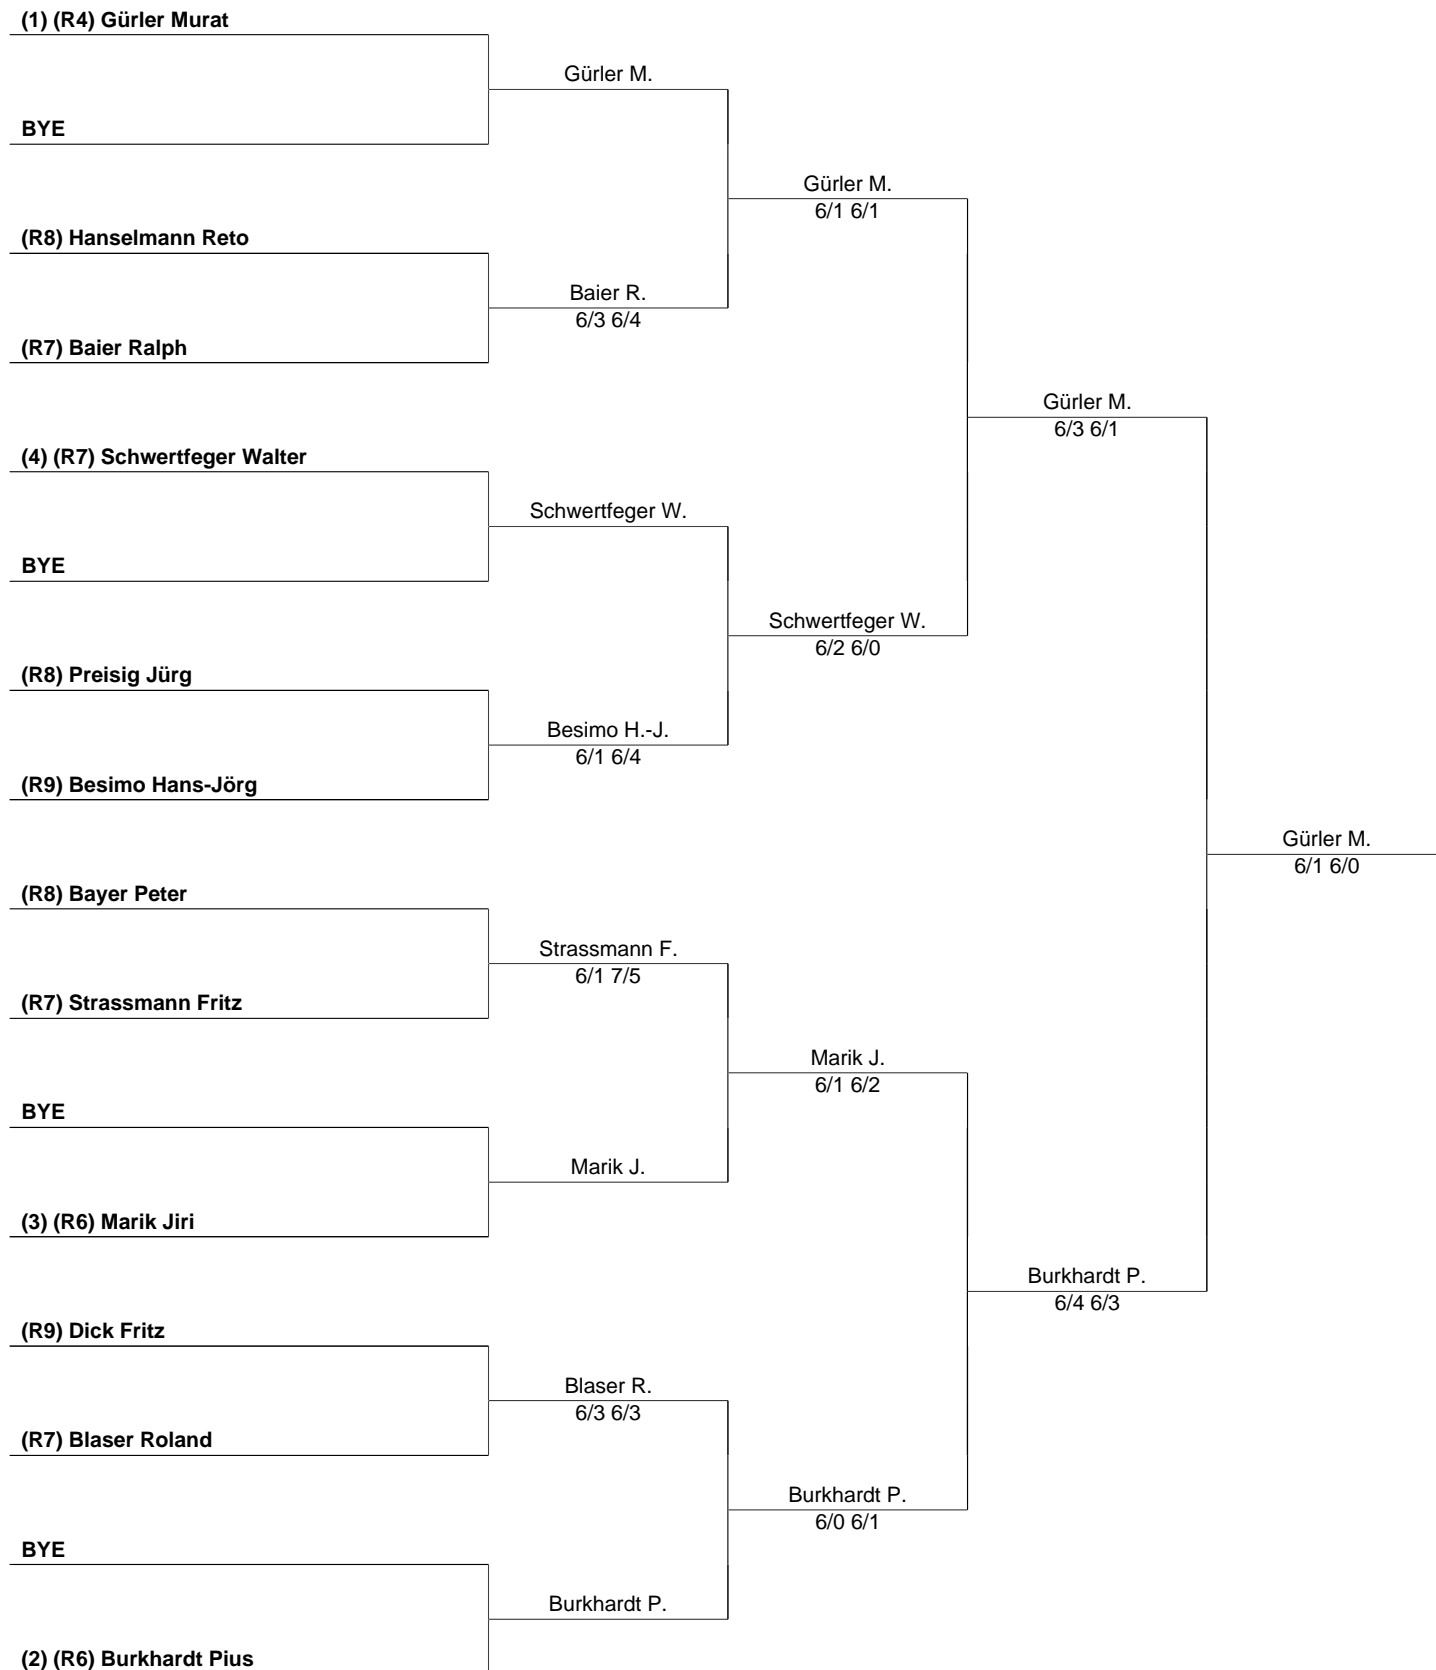 (1) (R4) Gürler Murat
Gürler M.
BYE
Gürler M.
6/1 6/1
(R8) Hanselmann Reto
Baier R.
6/3 6/4
(R7) Baier Ralph
Gürler M.
6/3 6/1
(4) (R7) Schwertfeger Walter
Schwertfeger W.
BYE
Schwertfeger W.
6/2 6/0
(R8) Preisig Jürg
Besimo H.-J.
6/1 6/4
(R9) Besimo Hans-Jörg
Gürler M.
6/1 6/0
(R8) Bayer Peter
Strassmann F.
6/1 7/5
(R7) Strassmann Fritz
Marik J.
6/1 6/2
BYE
Marik J.
(3) (R6) Marik Jiri
Burkhardt P.
6/4 6/3
(R9) Dick Fritz
Blaser R.
6/3 6/3
(R7) Blaser Roland
Burkhardt P.
6/0 6/1
BYE
Burkhardt P.
(2) (R6) Burkhardt Pius